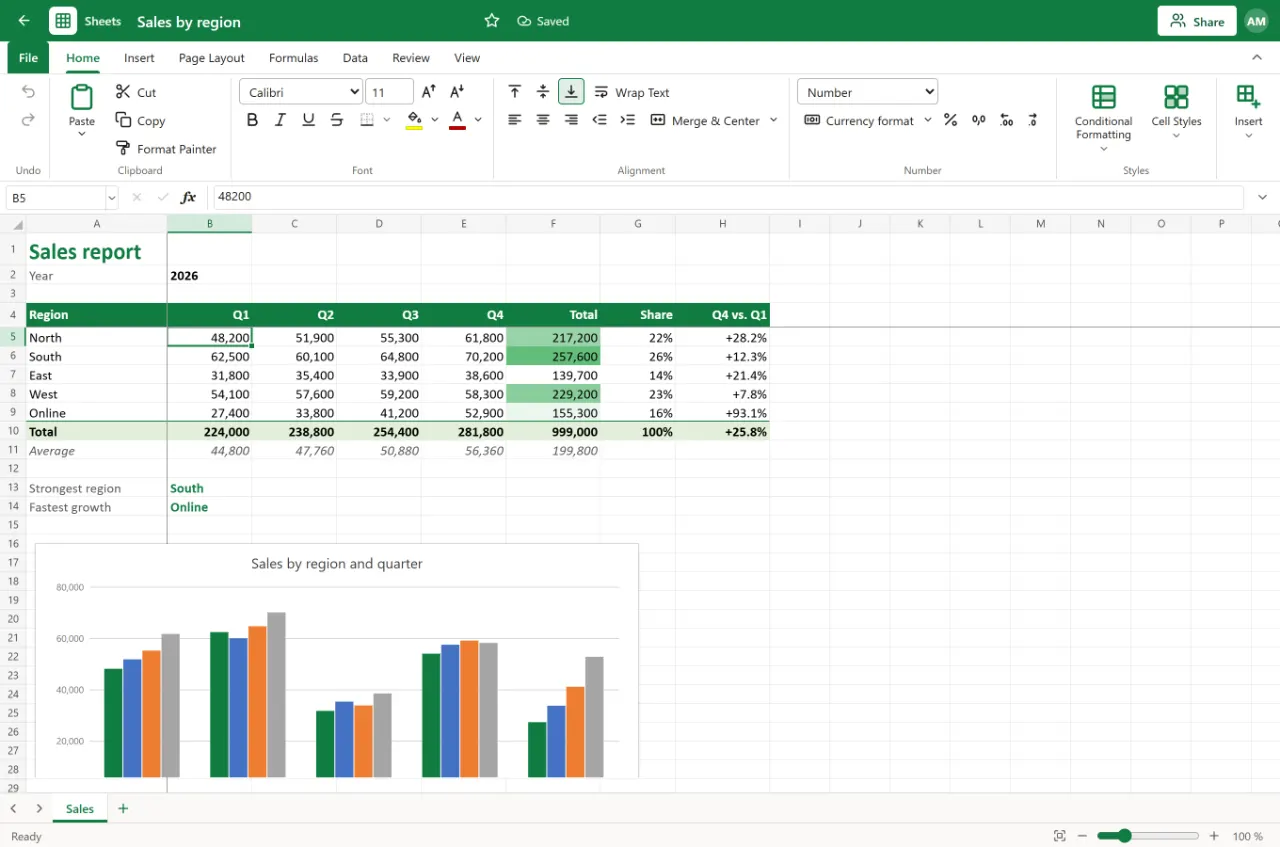 Sheets Sales by region Saved Share AM
File Home Insert Page Layout Formulas Data Review View
Cut Calibri 11 Wrap Text Number
Paste Copy B I U S A Merge & Center Currency format % 0,0 Conditional Formatting Cell Styles Insert
Format Painter
Undo Clipboard Font Alignment Number Styles
B5 fx 48200
A B C D E F G H I J K L M N O P
1 Sales report
2 Year 2026
3
4 Region Q1 Q2 Q3 Q4 Total Share Q4 vs. Q1
5 North 48,200 51,900 55,300 61,800 217,200 22% +28.2%
6 South 62,500 60,100 64,800 70,200 257,600 26% +12.3%
7 East 31,800 35,400 33,900 38,600 139,700 14% +21.4%
8 West 54,100 57,600 59,200 58,300 229,200 23% +7.8%
9 Online 27,400 33,800 41,200 52,900 155,300 16% +93.1%
10 Total 224,000 238,800 254,400 281,800 999,000 100% +25.8%
11 Average 44,800 47,760 50,880 56,360 199,800
12
13 Strongest region South
14 Fastest growth Online
15
16
17 Sales by region and quarter
18 80,000
19
20
21 60,000
22
23
24 40,000
25
26 20,000
27
28
29
Sales
Ready 100 %